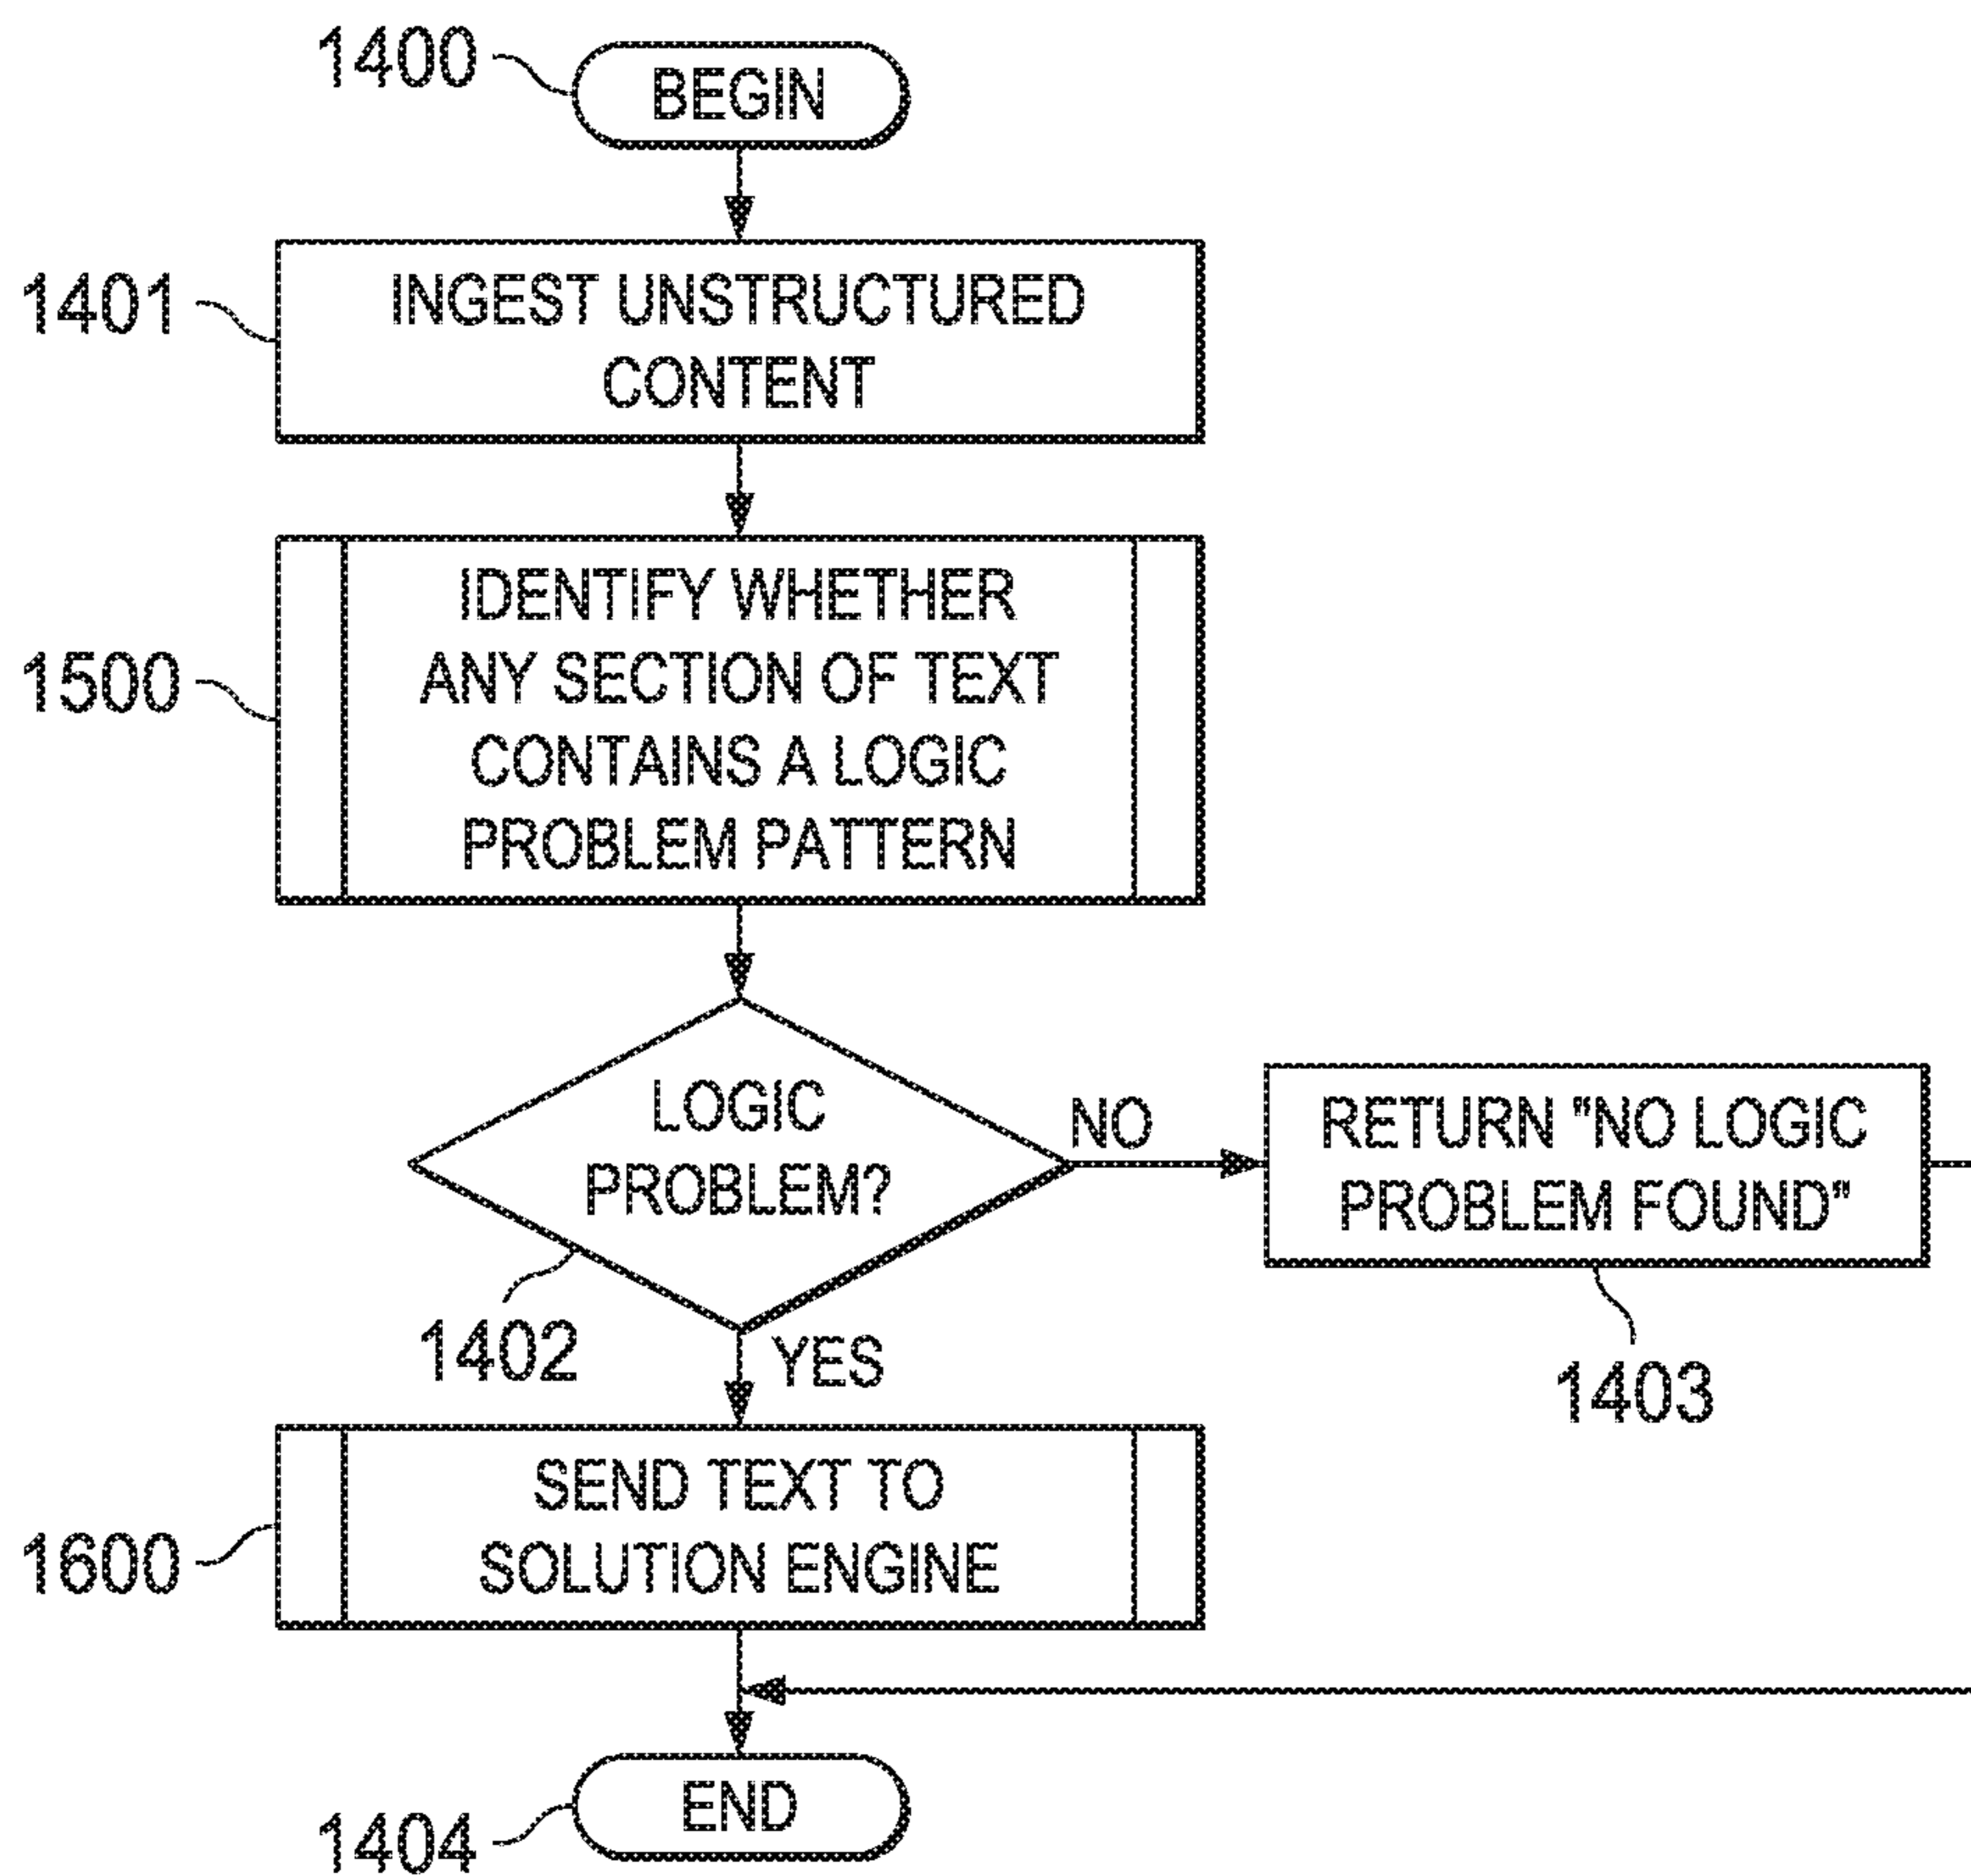 1400
BEGIN
1401
INGEST UNSTRUCTURED
CONTENT
1500
IDENTIFY WHETHER
ANY SECTION OF TEXT
CONTAINS A LOGIC
PROBLEM PATTERN
LOGIC
PROBLEM?
1402
NO
RETURN "NO LOGIC
PROBLEM FOUND"
1403
YES
1600
SEND TEXT TO
SOLUTION ENGINE
1404
END